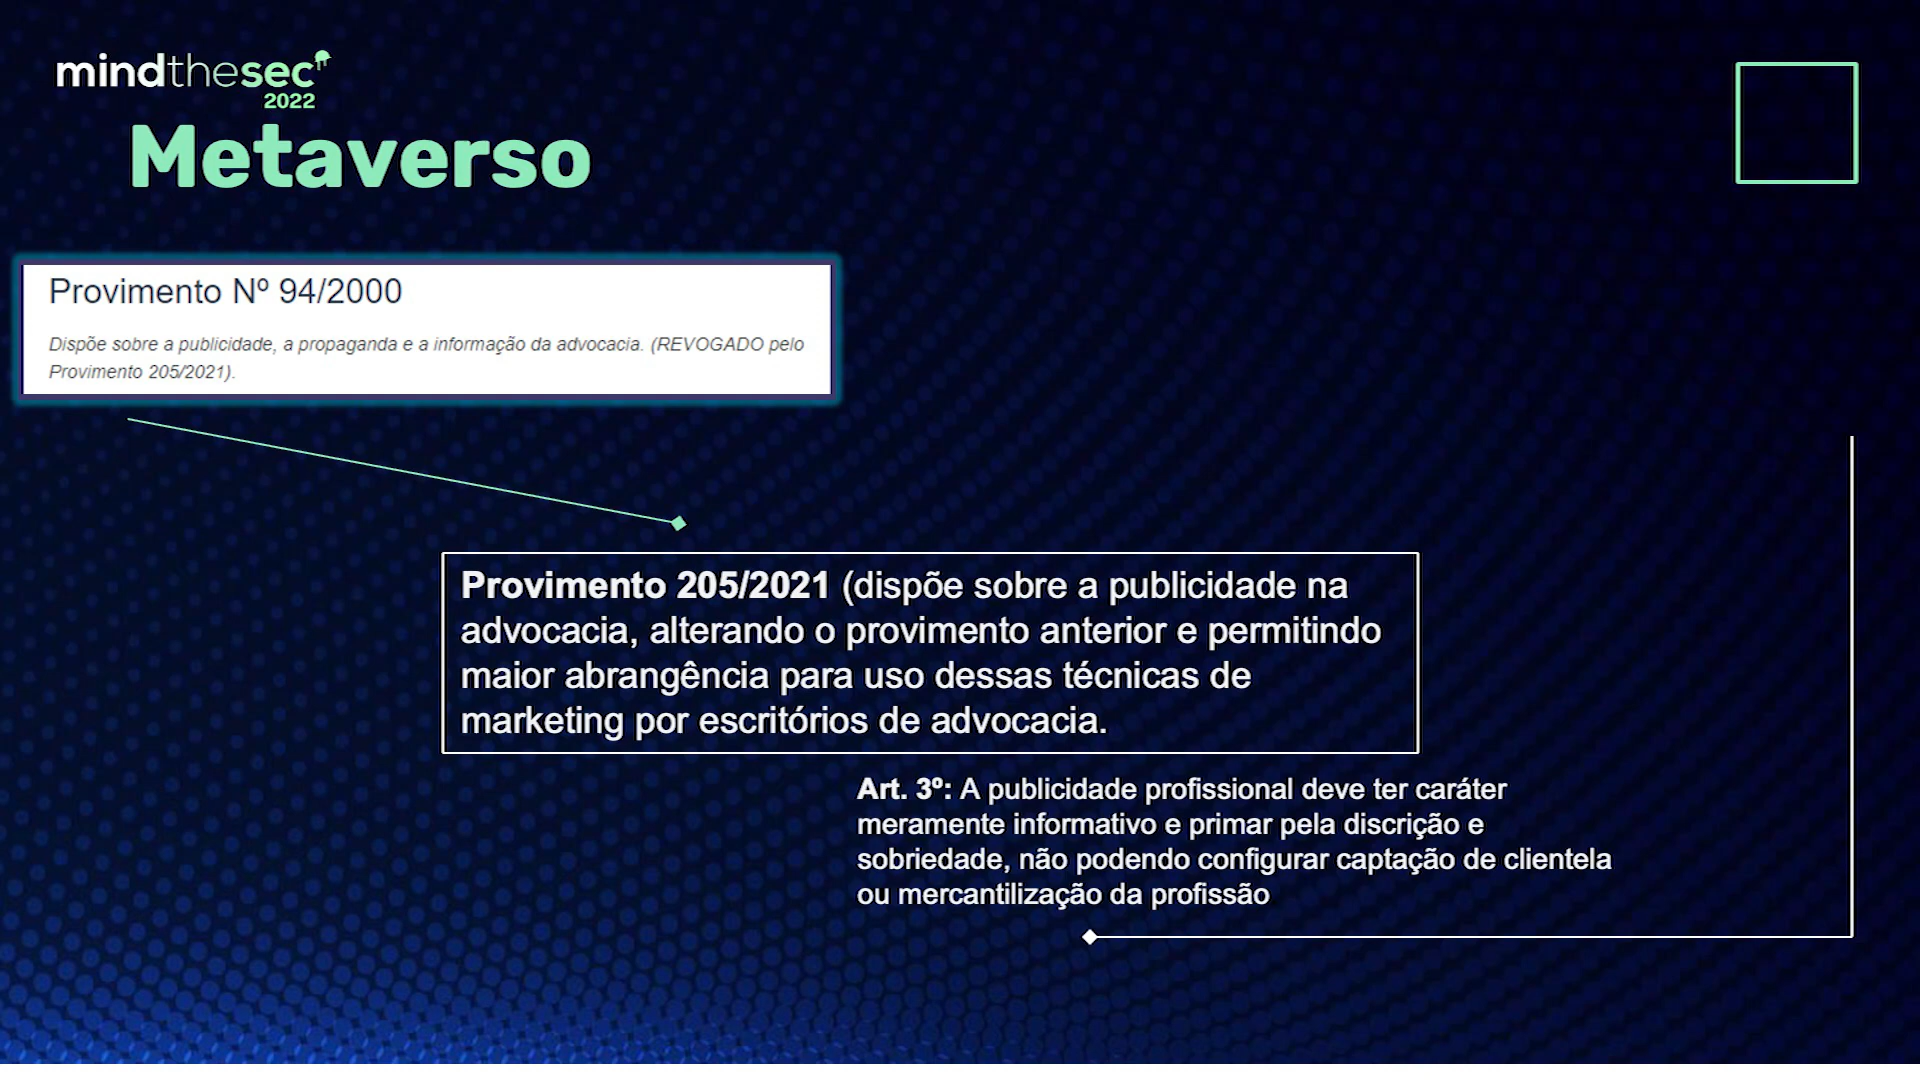 mindthesec
2022
Metaverso
Provimento Nº 94/2000
Dispõe sobre a publicidade, a propaganda e a informação da advocacia. (REVOGADO pelo
Provimento 205/2021).
Provimento 205/2021 (dispõe sobre a publicidade na
advocacia, alterando o provimento anterior e permitindo
maior abrangência para uso dessas técnicas de
marketing por escritórios de advocacia.
Art. 3º: A publicidade profissional deve ter caráter
meramente informativo e primar pela discrição e
sobriedade, não podendo configurar captação de clientela
ou mercantilização da profissão